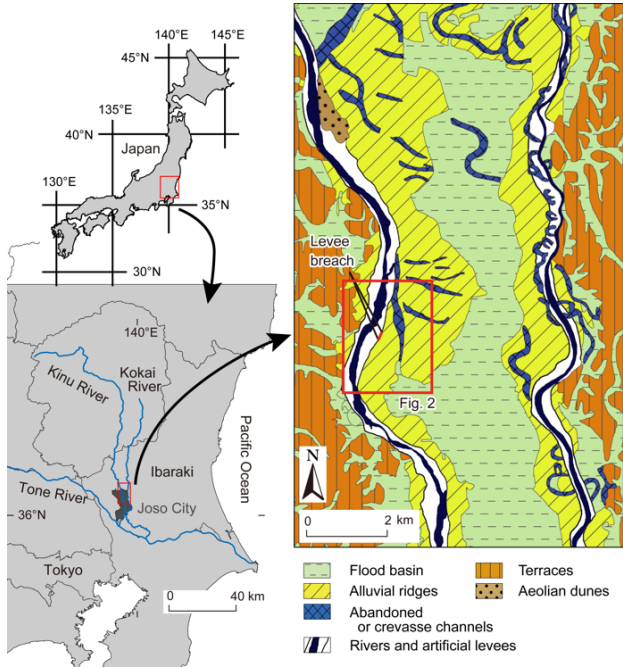 140°E 145°E
45°N
135°E
40°N
Japan
130°E
35°N
30°N
140°E
Kokai
River
Kinu River
Pacific Ocean
Ibaraki
Tone River
Joso City
36°N
Tokyo
0 40 km
Levee
breach
Fig. 2
N
0 2 km
Flood basin
Alluvial ridges
Abandoned
or crevasse channels
Rivers and artificial levees
Terraces
Aeolian dunes